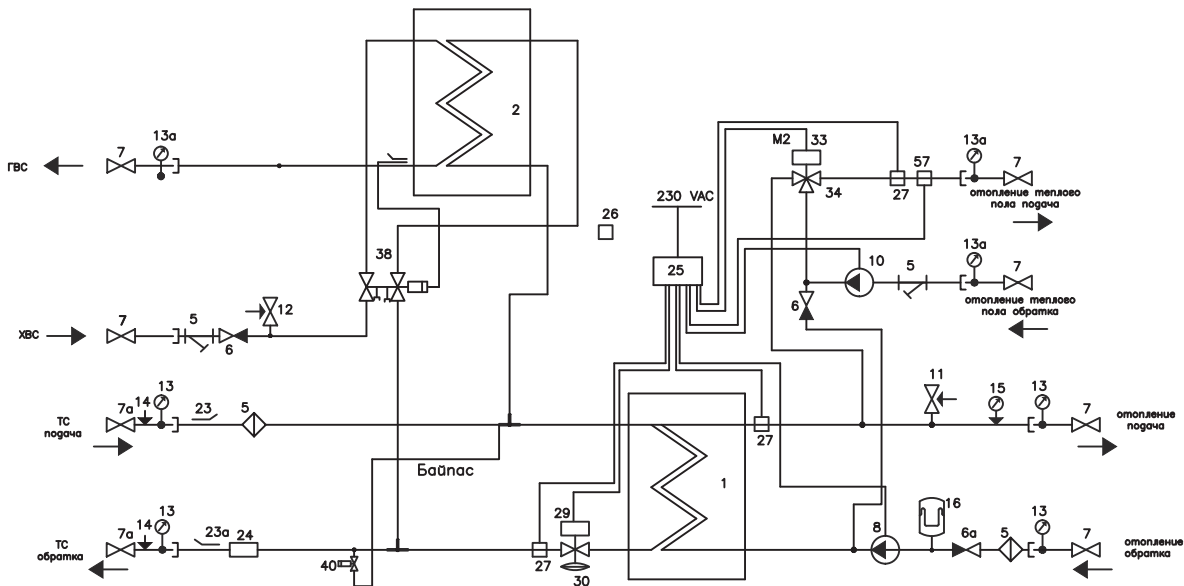 2
13а
7
ГВС
М2
33
34
27
57
13а
7
отопление теплового
пола подача
230 VAC
26
25
38
10
5
13а
7
отопление теплового
пола обратка
6
12
7
5
6
ХВС
11
15
13
7
отопление
подача
7а
14
13
23
5
ТС
подача
27
Байпас
1
16
7а
14
13
23а
24
29
8
6а
5
13
7
отопление
обратка
ТС
обратка
40
27
30